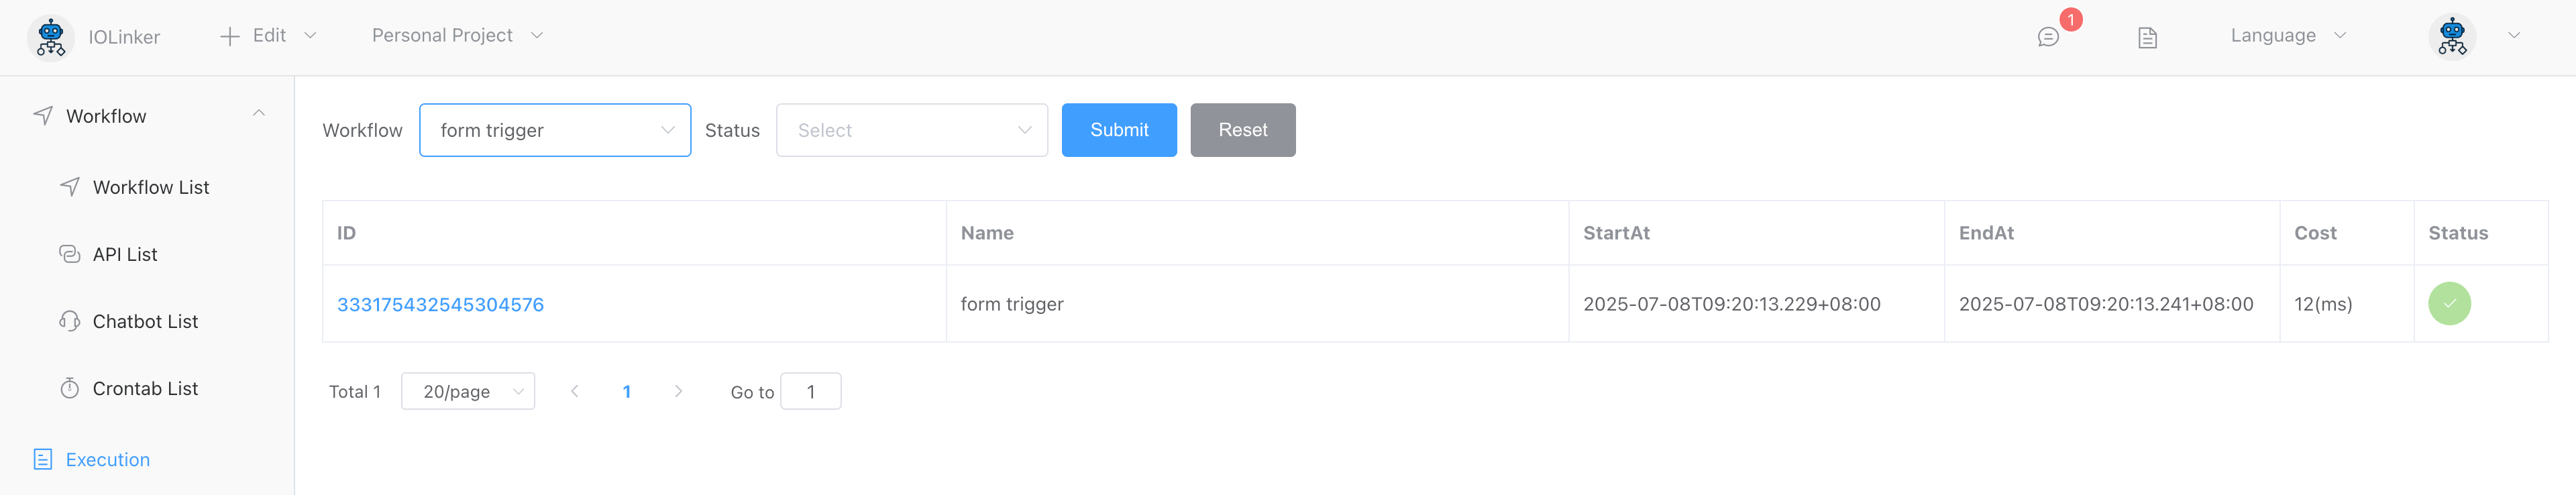 IOLinker
Edit
Personal Project
1
Language
Workflow
Workflow List
API List
Chatbot List
Crontab List
Execution
Workflow form trigger Status Select Submit Reset
ID Name StartAt EndAt Cost Status
333175432545304576 form trigger 2025-07-08T09:20:13.229+08:00 2025-07-08T09:20:13.241+08:00 12(ms)
Total 1 20/page 1 Go to 1